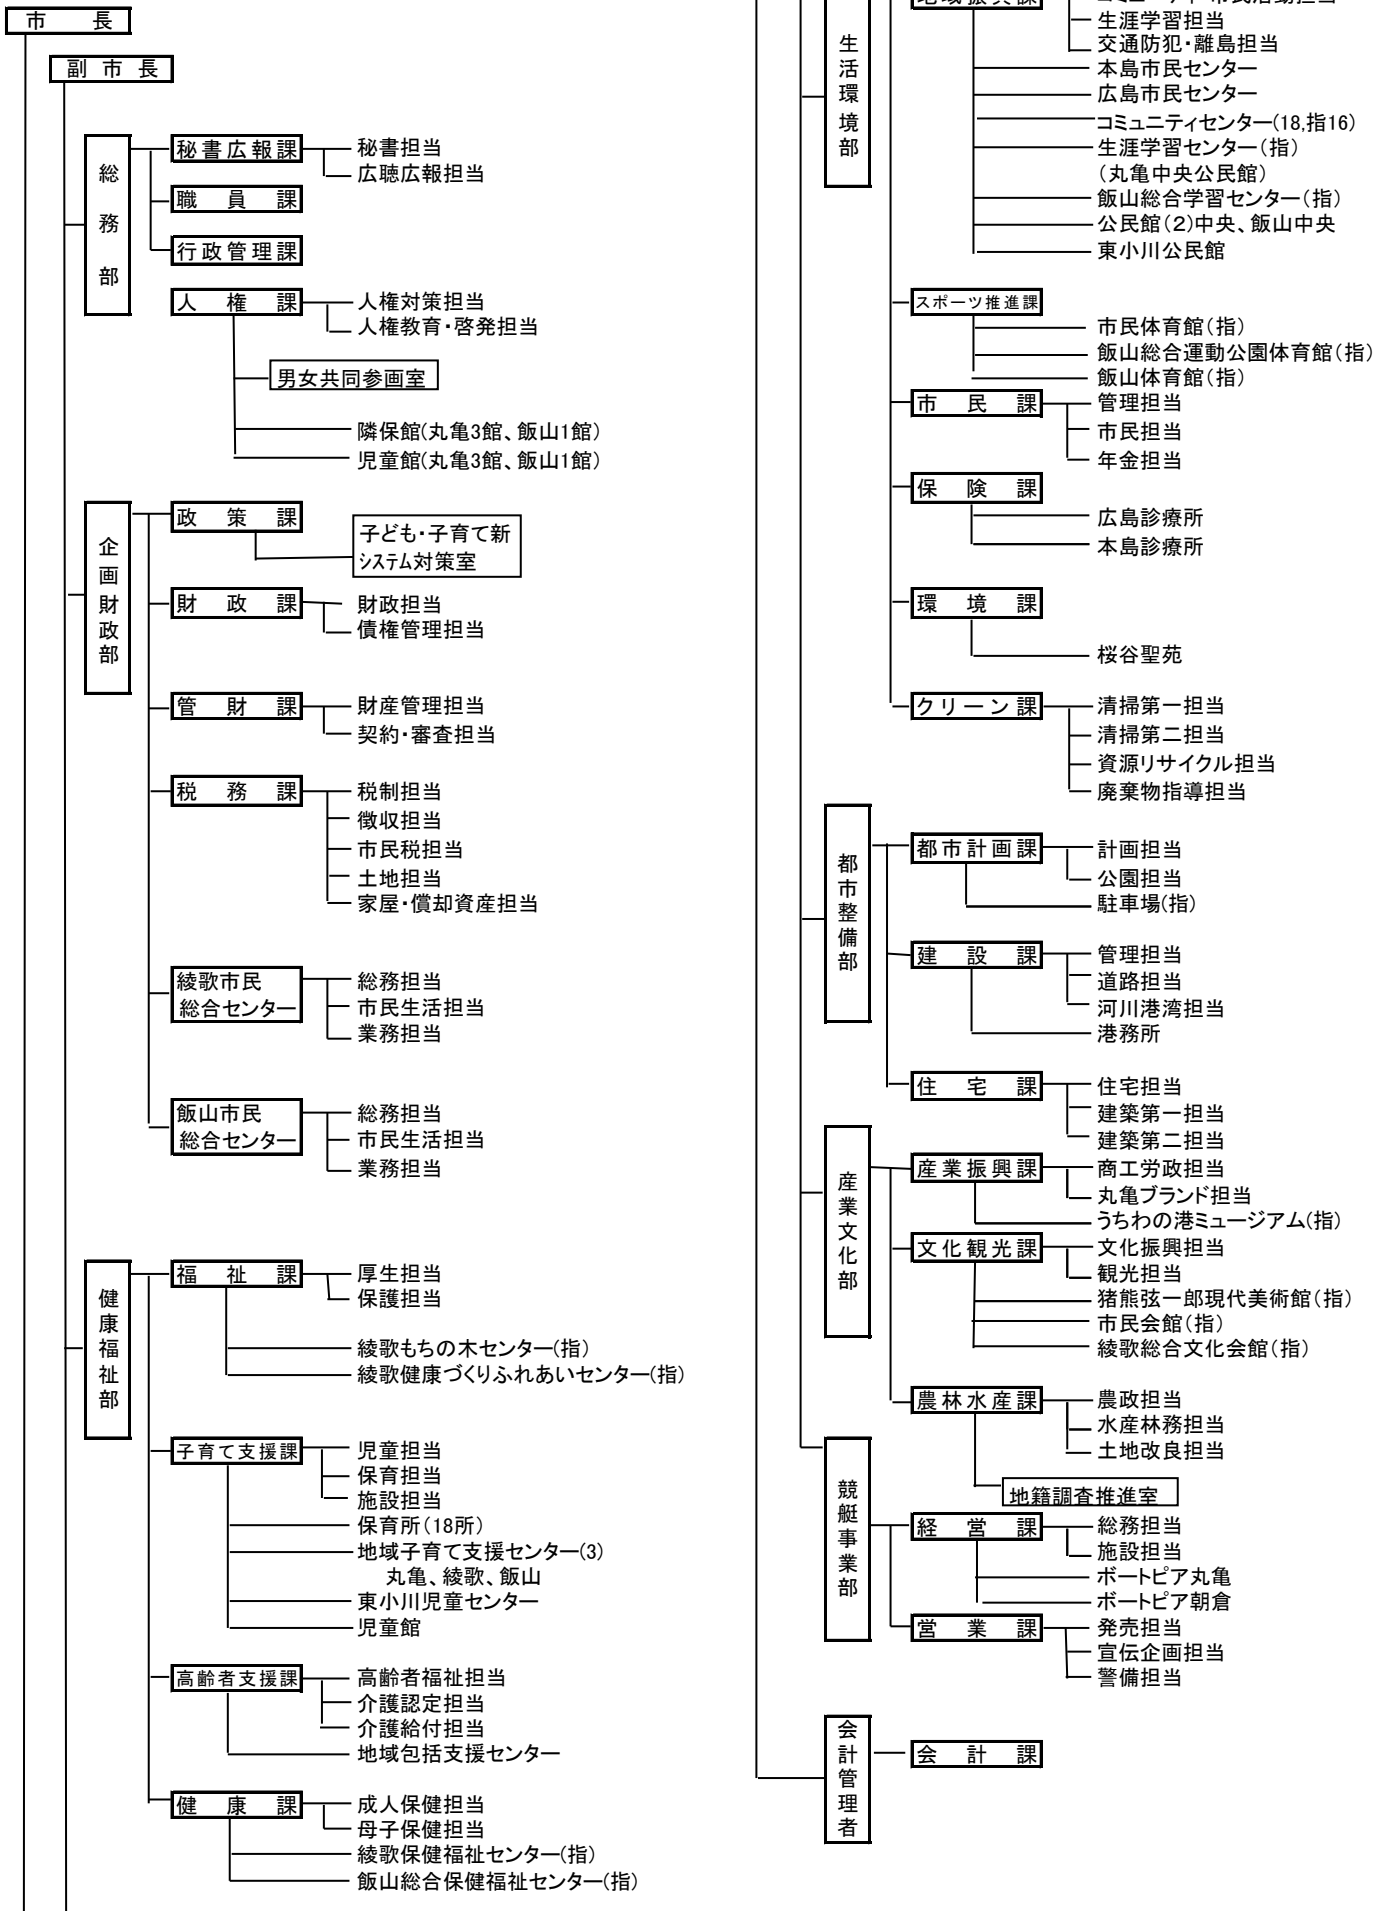 市　長
副 市 長
総務部
秘書広報課
秘書担当
広聴広報担当
職　員　課
行政管理課
人　権　課
人権対策担当
人権教育・啓発担当
男女共同参画室
隣保館(丸亀3館、飯山1館)
児童館(丸亀3館、飯山1館)
企画財政部
政　策　課
子ども・子育て新
システム対策室
財　政　課
財政担当
債権管理担当
管　財　課
財産管理担当
契約・審査担当
税　務　課
税制担当
徴収担当
市民税担当
土地担当
家屋・償却資産担当
綾歌市民
総合センター
総務担当
市民生活担当
業務担当
飯山市民
総合センター
総務担当
市民生活担当
業務担当
健康福祉部
福　祉　課
厚生担当
保護担当
綾歌もちの木センター(指)
綾歌健康づくりふれあいセンター(指)
子育て支援課
児童担当
保育担当
施設担当
保育所（18所）
地域子育て支援センター(3)
丸亀、綾歌、飯山
東小川児童センター
児童館
高齢者支援課
高齢者福祉担当
介護認定担当
介護給付担当
地域包括支援センター
健　康　課
成人保健担当
母子保健担当
綾歌保健福祉センター(指)
飯山総合保健福祉センター(指)
生活環境部
生涯学習担当
交通防犯・離島担当
本島市民センター
広島市民センター
コミュニティセンター(18,指16)
生涯学習センター（指）
（丸亀中央公民館）
飯山総合学習センター（指）
公民館（2）中央、飯山中央
東小川公民館
スポーツ推進課
市民体育館（指）
飯山総合運動公園体育館（指）
飯山体育館（指）
市　民　課
管理担当
市民担当
年金担当
保　険　課
広島診療所
本島診療所
環　境　課
桜谷聖苑
クリーン課
清掃第一担当
清掃第二担当
資源リサイクル担当
廃棄物指導担当
都市整備部
都市計画課
計画担当
公園担当
駐車場(指)
建　設　課
管理担当
道路担当
河川港湾担当
港務所
住　宅　課
住宅担当
建築第一担当
建築第二担当
産業文化部
産業振興課
商工労政担当
丸亀ブランド担当
うちわの港ミュージアム(指)
文化観光課
文化振興担当
観光担当
猪熊弦一郎現代美術館（指）
市民会館（指）
綾歌総合文化会館（指）
農林水産課
農政担当
水産林務担当
土地改良担当
地籍調査推進室
競艇事業部
経　営　課
総務担当
施設担当
ボートピア丸亀
ボートピア朝倉
営　業　課
発売担当
宣伝企画担当
警備担当
会計管理者
会　計　課